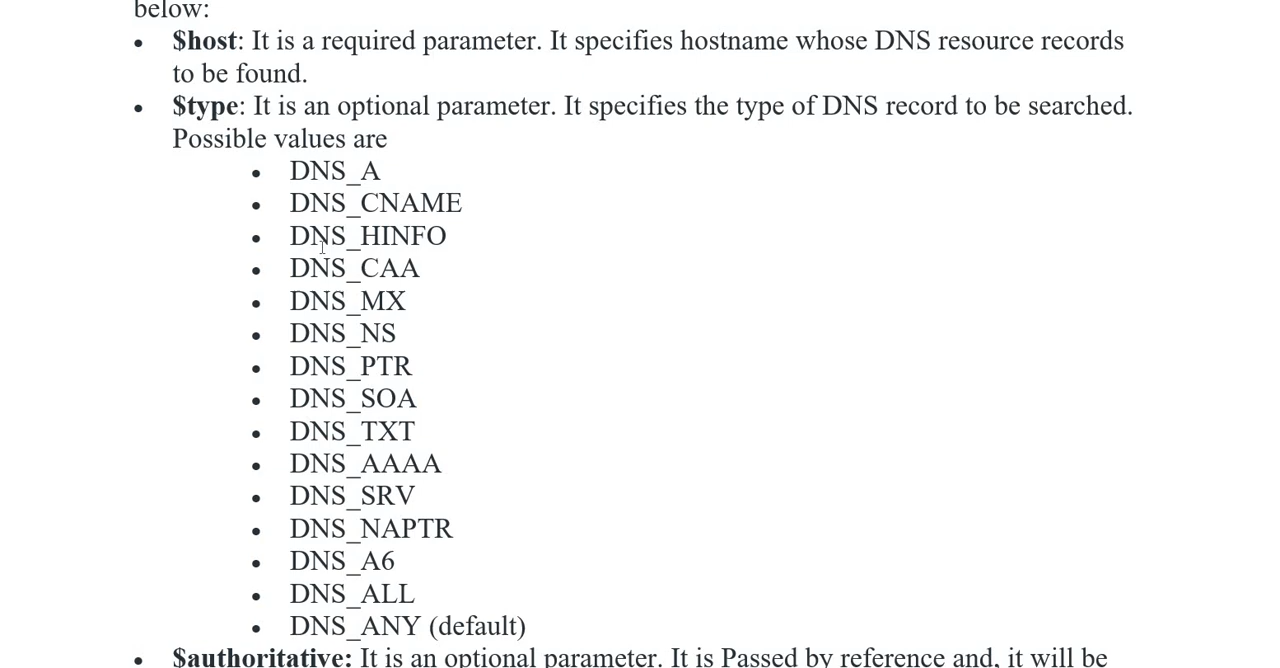 below:
• $host: It is a required parameter. It specifies hostname whose DNS resource records
to be found.
• $type: It is an optional parameter. It specifies the type of DNS record to be searched.
Possible values are
• DNS_A
• DNS_CNAME
• DNS_HINFO
• DNS_CAA
• DNS_MX
• DNS_NS
• DNS_PTR
• DNS_SOA
• DNS_TXT
• DNS_AAAA
• DNS_SRV
• DNS_NAPTR
• DNS_A6
• DNS_ALL
• DNS_ANY (default)
• $authoritative: It is an optional parameter. It is Passed by reference and, it will be